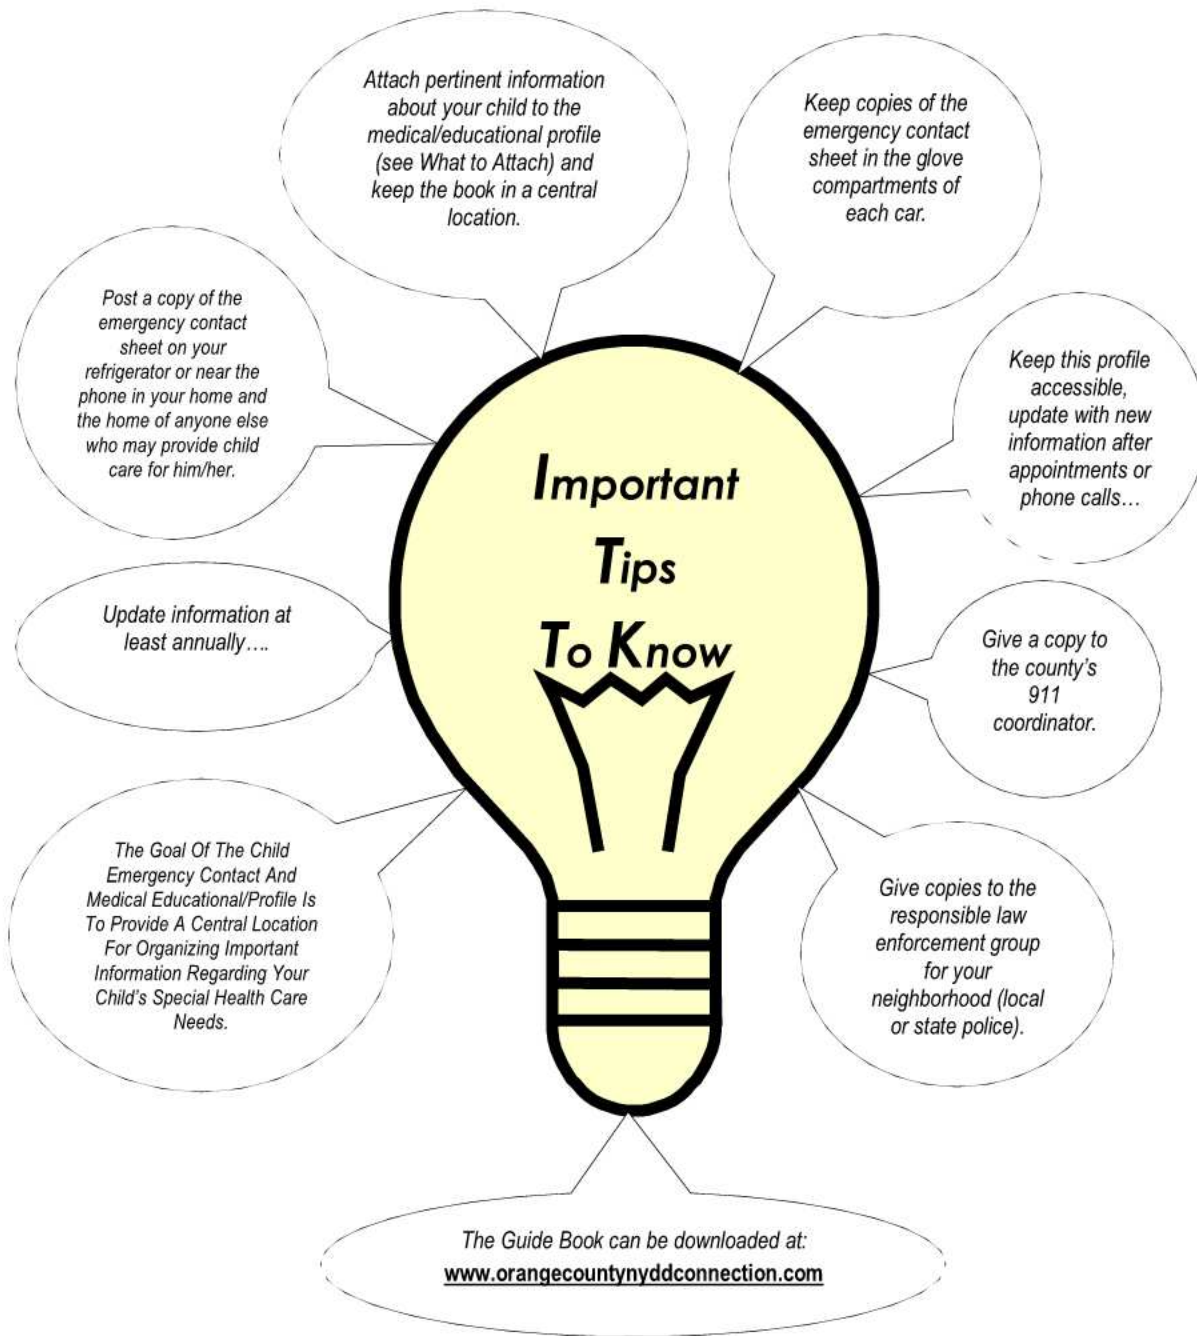 Attach pertinent information
about your child to the
medical/educational profile
(see What to Attach) and
keep the book in a central
location.
Keep copies of the
emergency contact
sheet in the glove
compartments of
each car.
Post a copy of the
emergency contact
sheet on your
refrigerator or near the
phone in your home and
the home of anyone else
who may provide child
care for him/her.
Keep this profile
accessible,
update with new
information after
appointments or
phone calls…
Important
Tips
To Know
Update information at
least annually….
Give a copy to
the county's
911
coordinator.
The Goal Of The Child
Emergency Contact And
Medical Educational/Profile Is
To Provide A Central Location
For Organizing Important
Information Regarding Your
Child's Special Health Care
Needs.
Give copies to the
responsible law
enforcement group
for your
neighborhood (local
or state police).
The Guide Book can be downloaded at:
www.orangecountynyddconnection.com